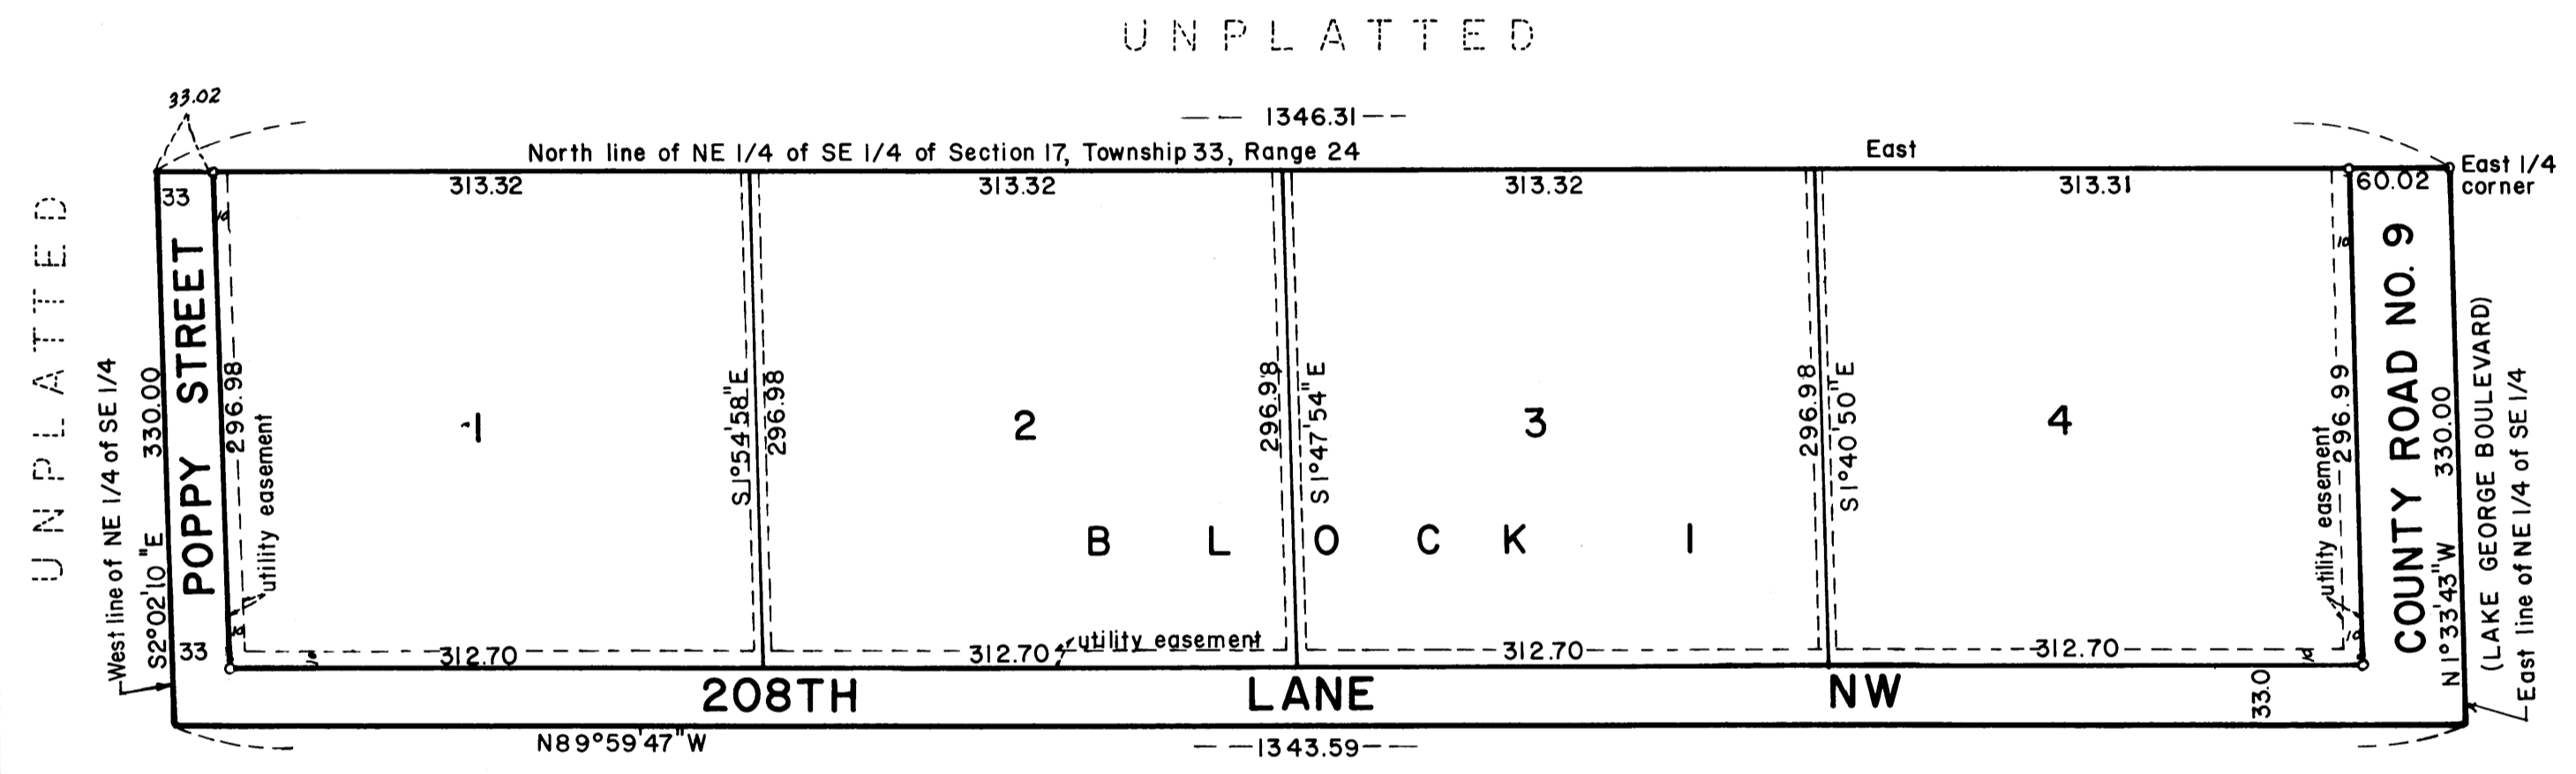 UNPLATTED
33.02
1346.31
North line of NE 1/4 of SE 1/4 of Section 17, Township 33, Range 24
East
East 1/4
corner
33
313.32
313.32
313.32
313.31
60.02
10
10
UNPLATTED
West line of NE 1/4 of SE 1/4
S2°02'10"E 330.00
POPPY STREET
296.98
utility easement
1
S1°54'58"E
296.98
2
296.98
S1°47'54"E
3
296.98
S1°40'50"E
4
296.99
utility easement
COUNTY ROAD NO. 9
N1°33'43"W 330.00
(LAKE GEORGE BOULEVARD)
East line of NE 1/4 of SE 1/4
BLOCK 1
33
10
10
312.70
312.70
utility easement
312.70
312.70
10
10
208TH LANE NW
33.0
N89°59'47"W
1343.59